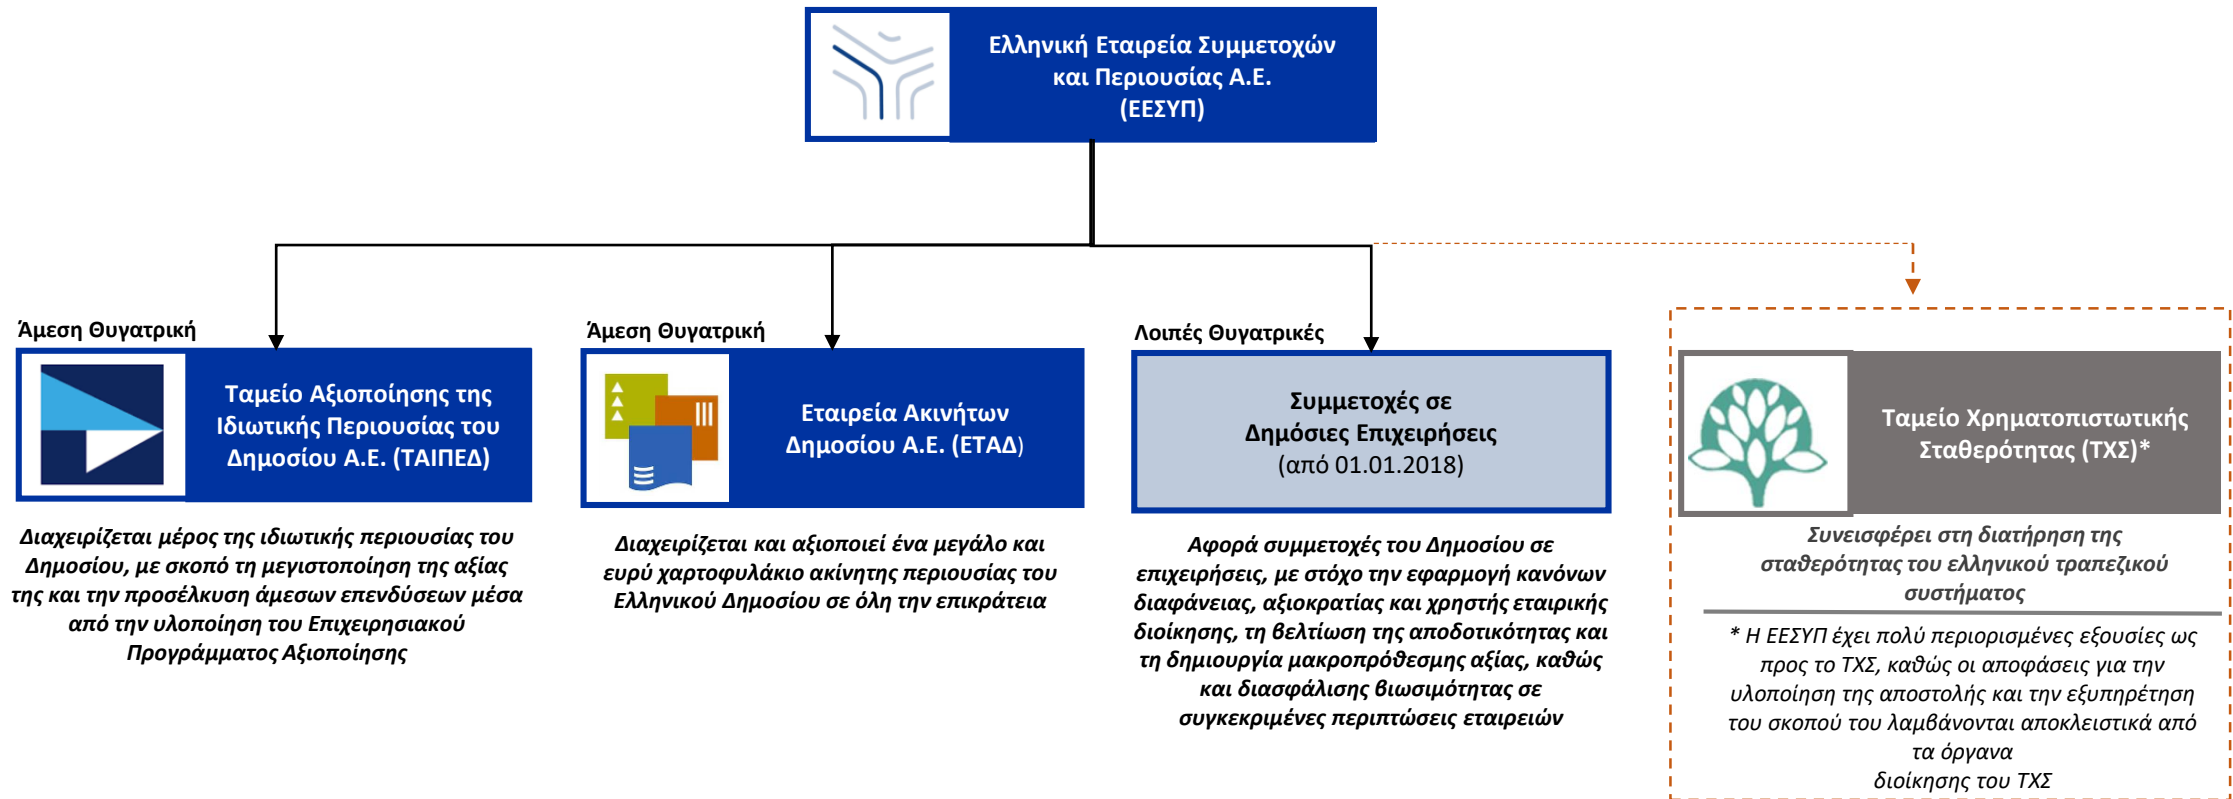 Ελληνική Εταιρεία Συμμετοχών
και Περιουσίας Α.Ε.
(ΕΕΣΥΠ)
Άμεση Θυγατρική
Ταμείο Αξιοποίησης της
Ιδιωτικής Περιουσίας του
Δημοσίου Α.Ε. (ΤΑΙΠΕΔ)
Διαχειρίζεται μέρος της ιδιωτικής περιουσίας του
Δημοσίου, με σκοπό τη μεγιστοποίηση της αξίας
της και την προσέλκυση άμεσων επενδύσεων μέσα
από την υλοποίηση του Επιχειρησιακού
Προγράμματος Αξιοποίησης
Άμεση Θυγατρική
Εταιρεία Ακινήτων
Δημοσίου Α.Ε. (ΕΤΑΔ)
Διαχειρίζεται και αξιοποιεί ένα μεγάλο και
ευρύ χαρτοφυλάκιο ακίνητης περιουσίας του
Ελληνικού Δημοσίου σε όλη την επικράτεια
Λοιπές Θυγατρικές
Συμμετοχές σε
Δημόσιες Επιχειρήσεις
(από 01.01.2018)
Αφορά συμμετοχές του Δημοσίου σε
επιχειρήσεις, με στόχο την εφαρμογή κανόνων
διαφάνειας, αξιοκρατίας και χρηστής εταιρικής
διοίκησης, τη βελτίωση της αποδοτικότητας και
τη δημιουργία μακροπρόθεσμης αξίας, καθώς
και διασφάλισης βιωσιμότητας σε
συγκεκριμένες περιπτώσεις εταιρειών
Ταμείο Χρηματοπιστωτικής
Σταθερότητας (ΤΧΣ)*
Συνεισφέρει στη διατήρηση της
σταθερότητας του ελληνικού τραπεζικού
συστήματος
* Η ΕΕΣΥΠ έχει πολύ περιορισμένες εξουσίες ως
προς το ΤΧΣ, καθώς οι αποφάσεις για την
υλοποίηση της αποστολής και την εξυπηρέτηση
του σκοπού του λαμβάνονται αποκλειστικά από
τα όργανα
διοίκησης του ΤΧΣ